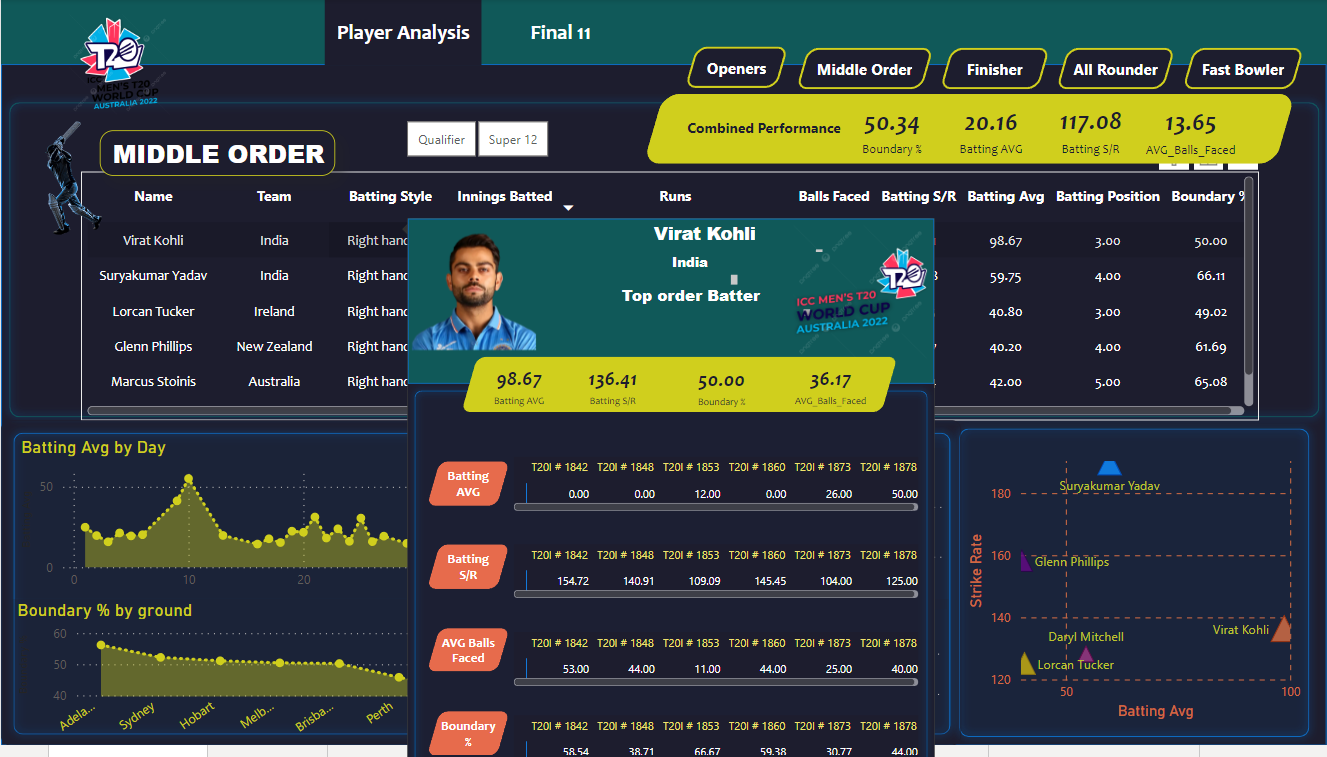 Player Analysis
Final 11
T20
MEN'S T20
WORLD CUP
AUSTRALIA 2022
Openers
Middle Order
Finisher
All Rounder
Fast Bowler
Combined Performance
50.34
Boundary %
20.16
Batting AVG
117.08
Batting S/R
13.65
AVG_Balls_Faced
MIDDLE ORDER
Qualifier
Super 12
Name Team Batting Style Innings Batted Runs Balls Faced Batting S/R Batting Avg Batting Position Boundary %
Virat Kohli India Right hand 98.67 3.00 50.00
Suryakumar Yadav India Right hand 59.75 4.00 66.11
Lorcan Tucker Ireland Right hand 40.80 3.00 49.02
Glenn Phillips New Zealand Right hand 40.20 4.00 61.69
Marcus Stoinis Australia Right hand 42.00 5.00 65.08
Virat Kohli
India
Top order Batter
T20
ICC MEN'S T20
WORLD CUP
AUSTRALIA 2022
98.67
Batting AVG
136.41
Batting S/R
50.00
Boundary %
36.17
AVG_Balls_Faced
Batting
AVG
T20I # 1842 T20I # 1848 T20I # 1853 T20I # 1860 T20I # 1873 T20I # 1878
0.00 0.00 12.00 0.00 26.00 50.00
Batting
S/R
T20I # 1842 T20I # 1848 T20I # 1853 T20I # 1860 T20I # 1873 T20I # 1878
154.72 140.91 109.09 145.45 104.00 125.00
AVG Balls
Faced
T20I # 1842 T20I # 1848 T20I # 1853 T20I # 1860 T20I # 1873 T20I # 1878
53.00 44.00 11.00 44.00 25.00 40.00
Boundary
%
T20I # 1842 T20I # 1848 T20I # 1853 T20I # 1860 T20I # 1873 T20I # 1878
58.54 38.71 66.67 59.38 30.77 44.00
Batting Avg by Day
50
0
0 10 20
Boundary % by ground
60
50
40
Adela... Sydney Hobart Melb... Brisba... Perth
Strike Rate
180
160
140
120
Suryakumar Yadav
Glenn Phillips
Virat Kohli
Daryl Mitchell
Lorcan Tucker
50 100
Batting Avg